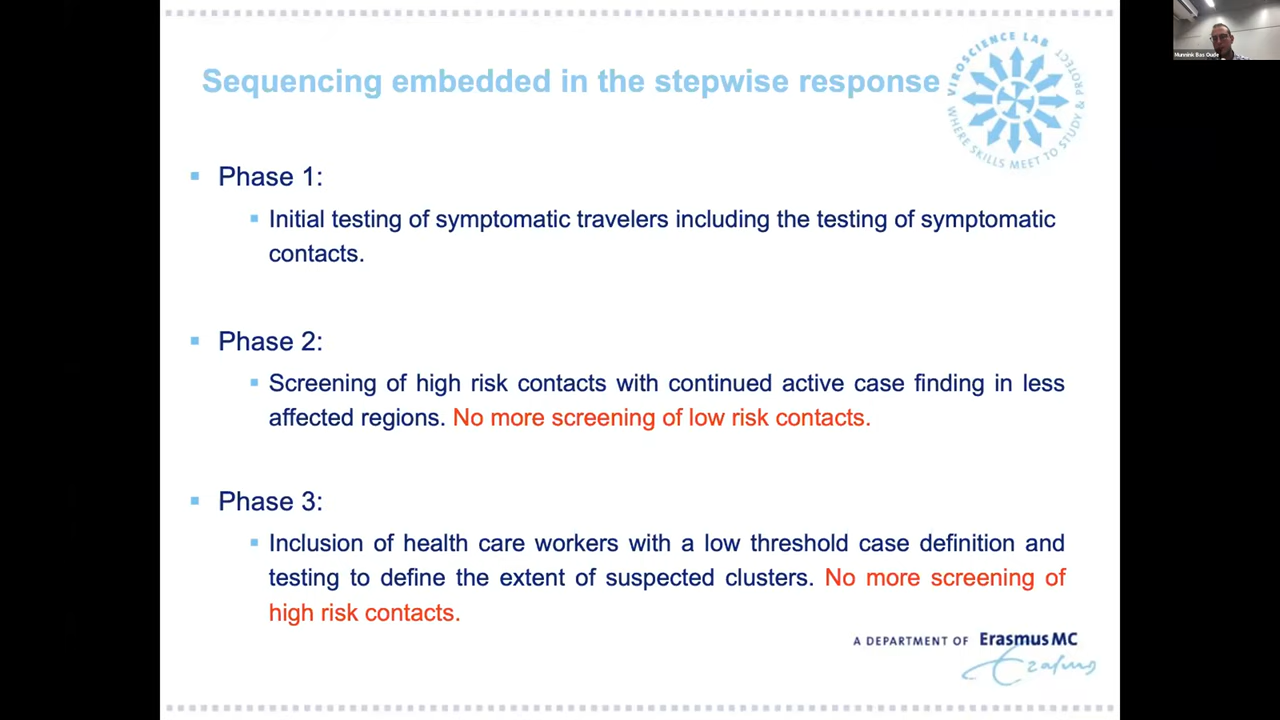 Sequencing embedded in the stepwise response
VIROSCIENCE LAB
WHERE SKILLS MEET TO STUDY & PROTECT
Munnink Bas Oude
Phase 1:
Initial testing of symptomatic travelers including the testing of symptomatic
contacts.
Phase 2:
Screening of high risk contacts with continued active case finding in less
affected regions. No more screening of low risk contacts.
Phase 3:
Inclusion of health care workers with a low threshold case definition and
testing to define the extent of suspected clusters. No more screening of
high risk contacts.
A DEPARTMENT OF Erasmus MC
Erasmus